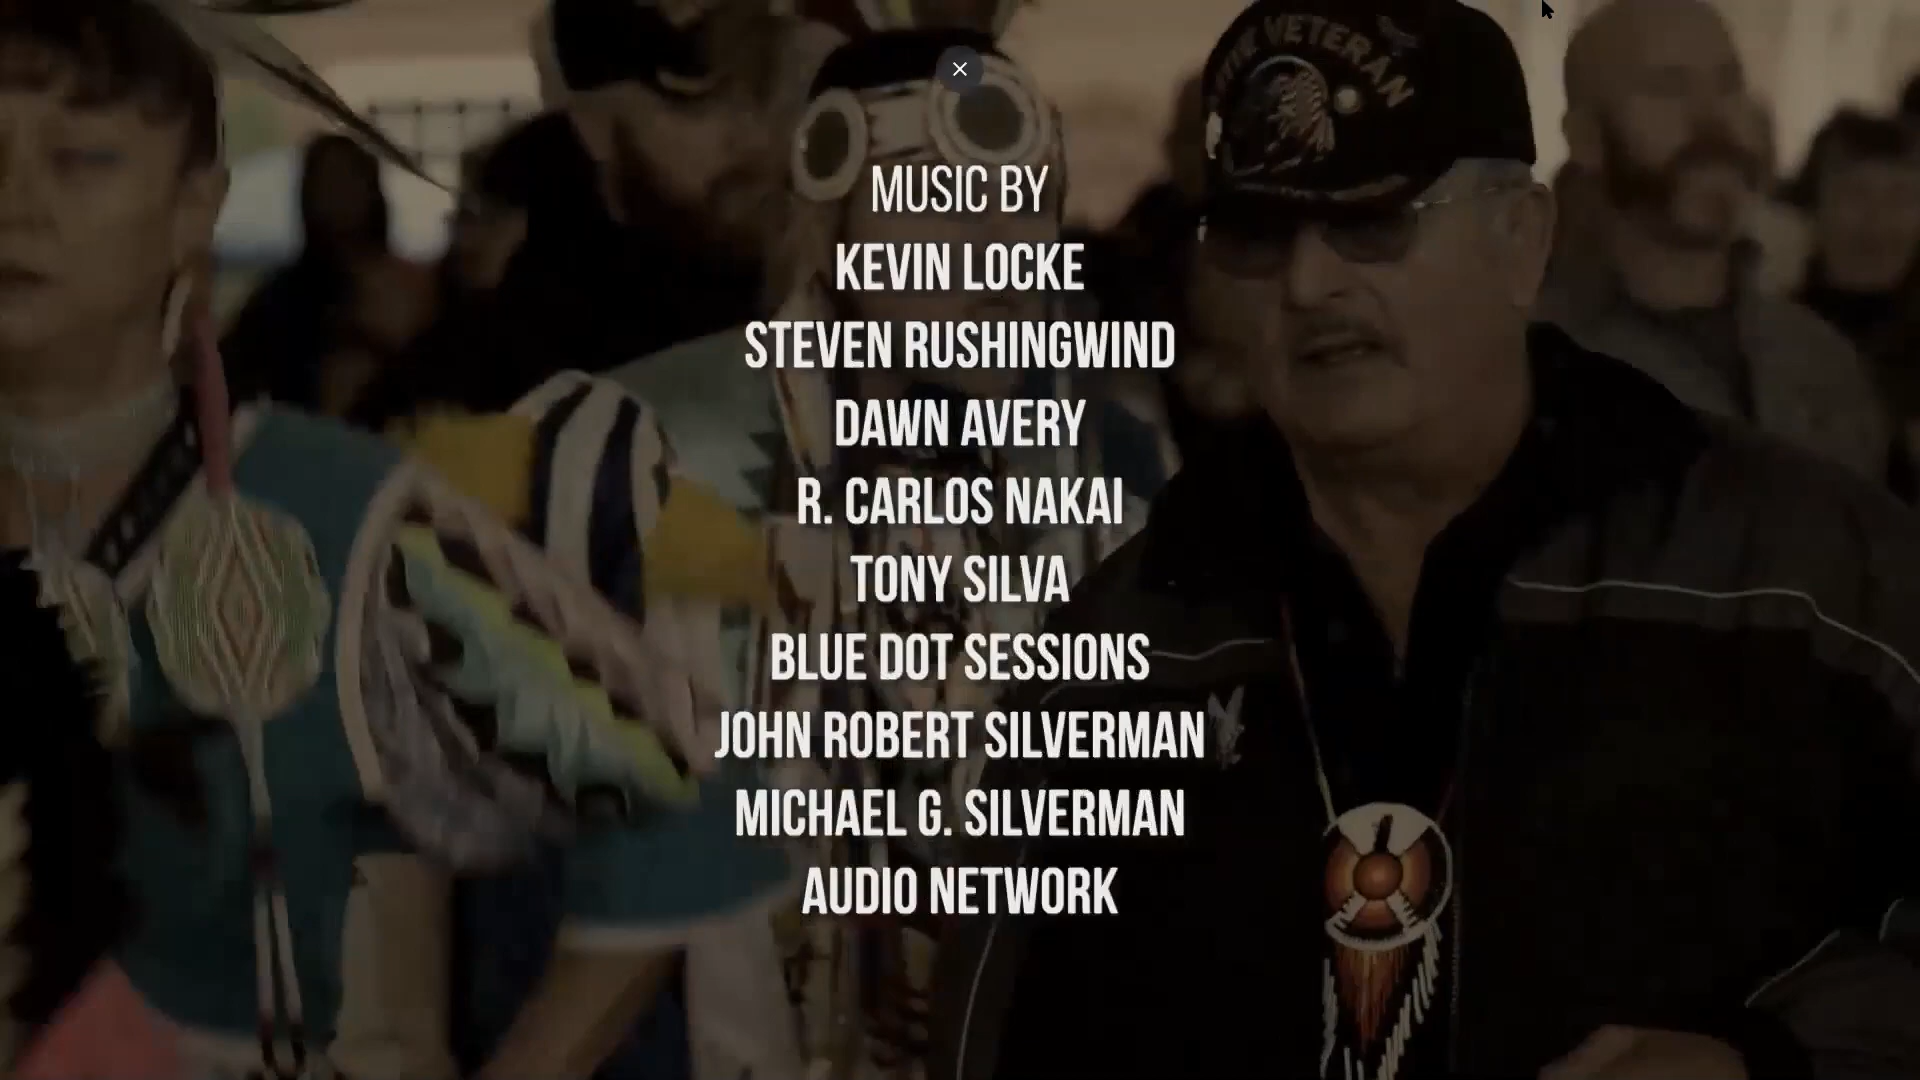 VETERAN
MUSIC BY
KEVIN LOCKE
STEVEN RUSHINGWIND
DAWN AVERY
R. CARLOS NAKAI
TONY SILVA
BLUE DOT SESSIONS
JOHN ROBERT SILVERMAN
MICHAEL G. SILVERMAN
AUDIO NETWORK